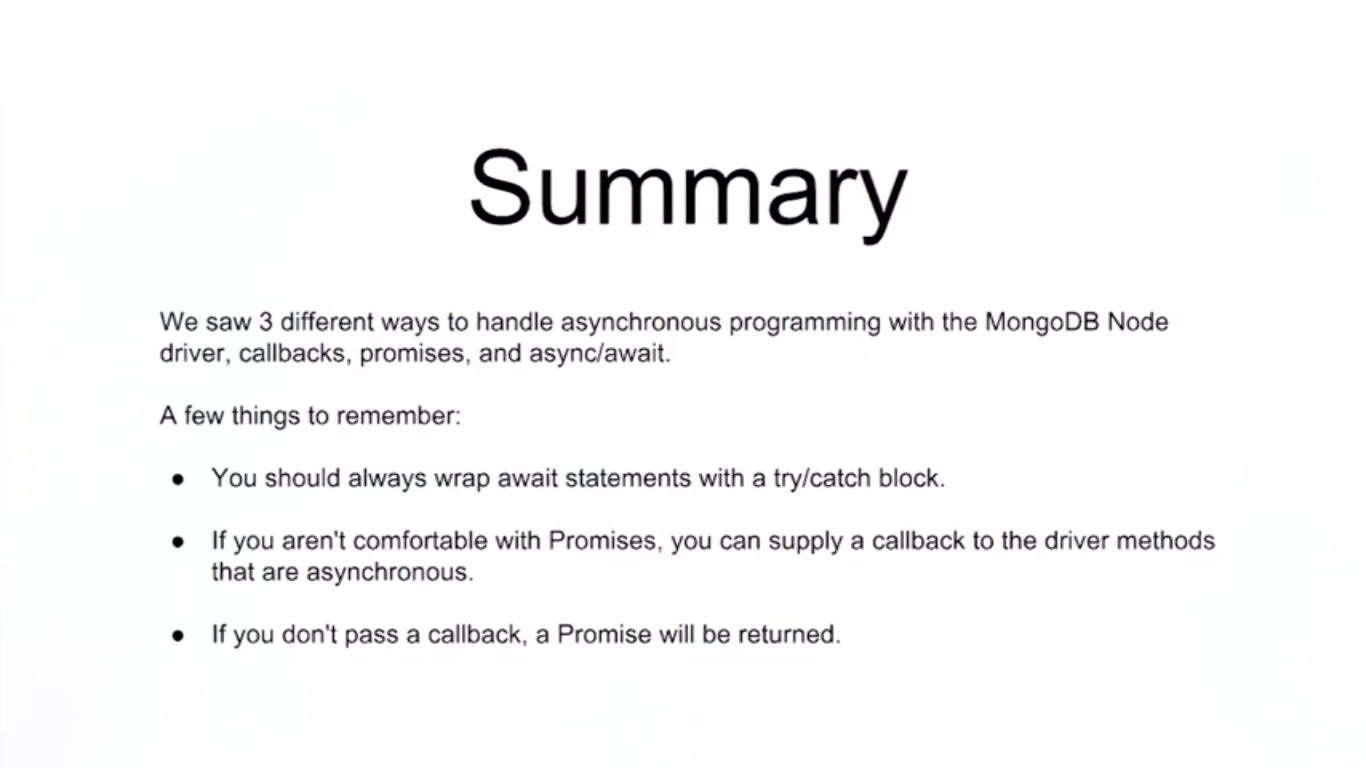 Summary
We saw 3 different ways to handle asynchronous programming with the MongoDB Node
driver, callbacks, promises, and async/await.
A few things to remember:
● You should always wrap await statements with a try/catch block.
● If you aren't comfortable with Promises, you can supply a callback to the driver methods
that are asynchronous.
● If you don't pass a callback, a Promise will be returned.